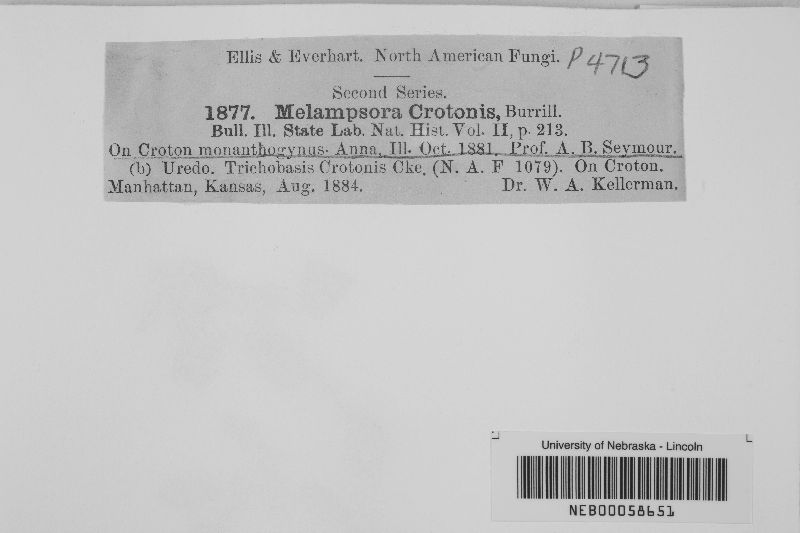 Ellis & Everhart. North American Fungi. P 4713
Second Series.
1877. Melampsora Crotonis, Burrill.
Bull. Ill. State Lab. Nat. Hist. Vol. II, p. 213.
On Croton monanthogynus- Anna, Ill. Oct. 1881. Prof. A. B. Seymour.
(b) Uredo. Trichobasis Crotonis Cke. (N. A. F 1079). On Croton.
Manhattan, Kansas, Aug. 1884. Dr. W. A. Kellerman.
University of Nebraska - Lincoln
NEB00058651